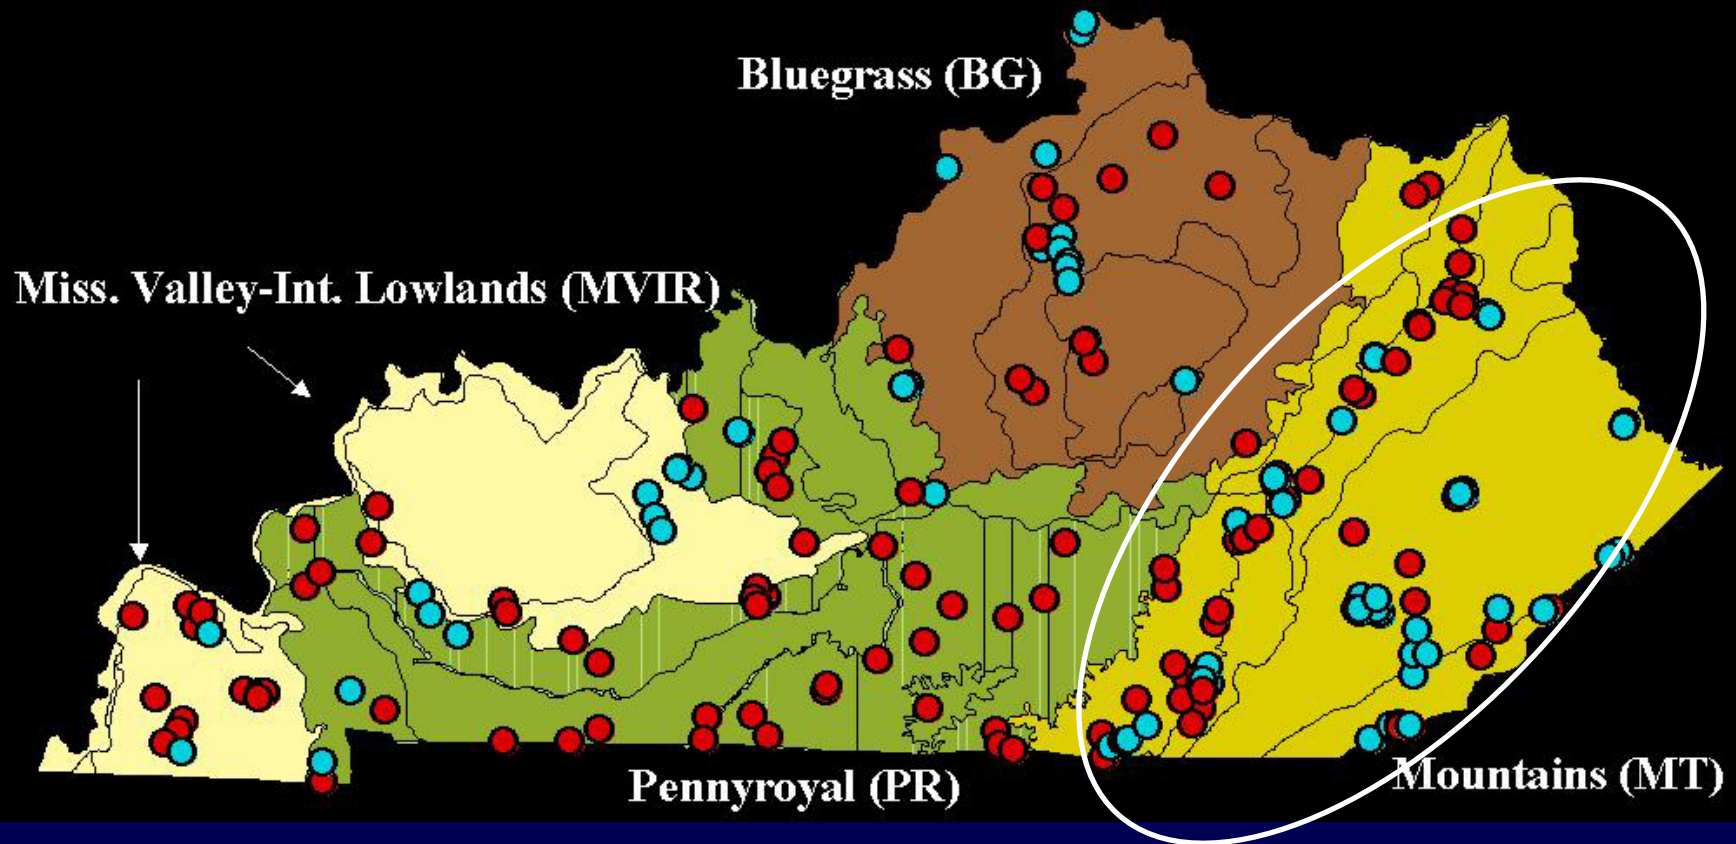 Bluegrass (BG)
Miss. Valley-Int. Lowlands (MVIR)
Pennyroyal (PR)
Mountains (MT)